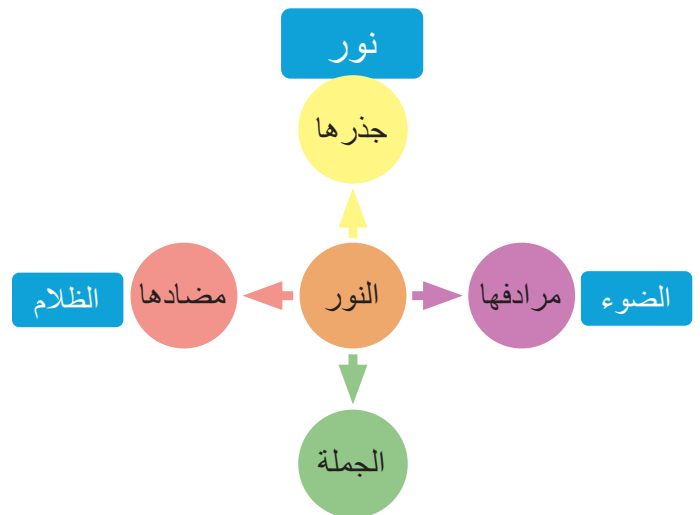 نور
جذرها
الضوء
مرادفها
النور
مضادها
الظلام
الجملة